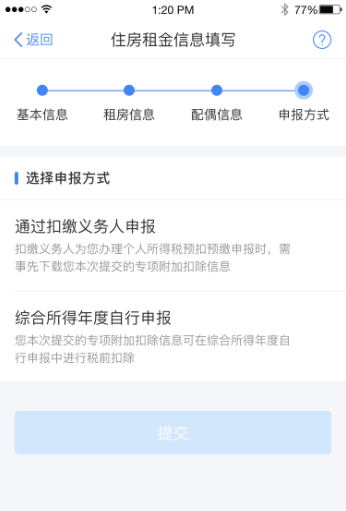 1:20 PM
77%
返回
住房租金信息填写
?
基本信息
租房信息
配偶信息
申报方式
选择申报方式
通过扣缴义务人申报
扣缴义务人为您办理个人所得税预扣预缴申报时，需
事先下载您本次提交的专项附加扣除信息
综合所得年度自行申报
您本次提交的专项附加扣除信息可在综合所得年度自
行申报中进行税前扣除
提交